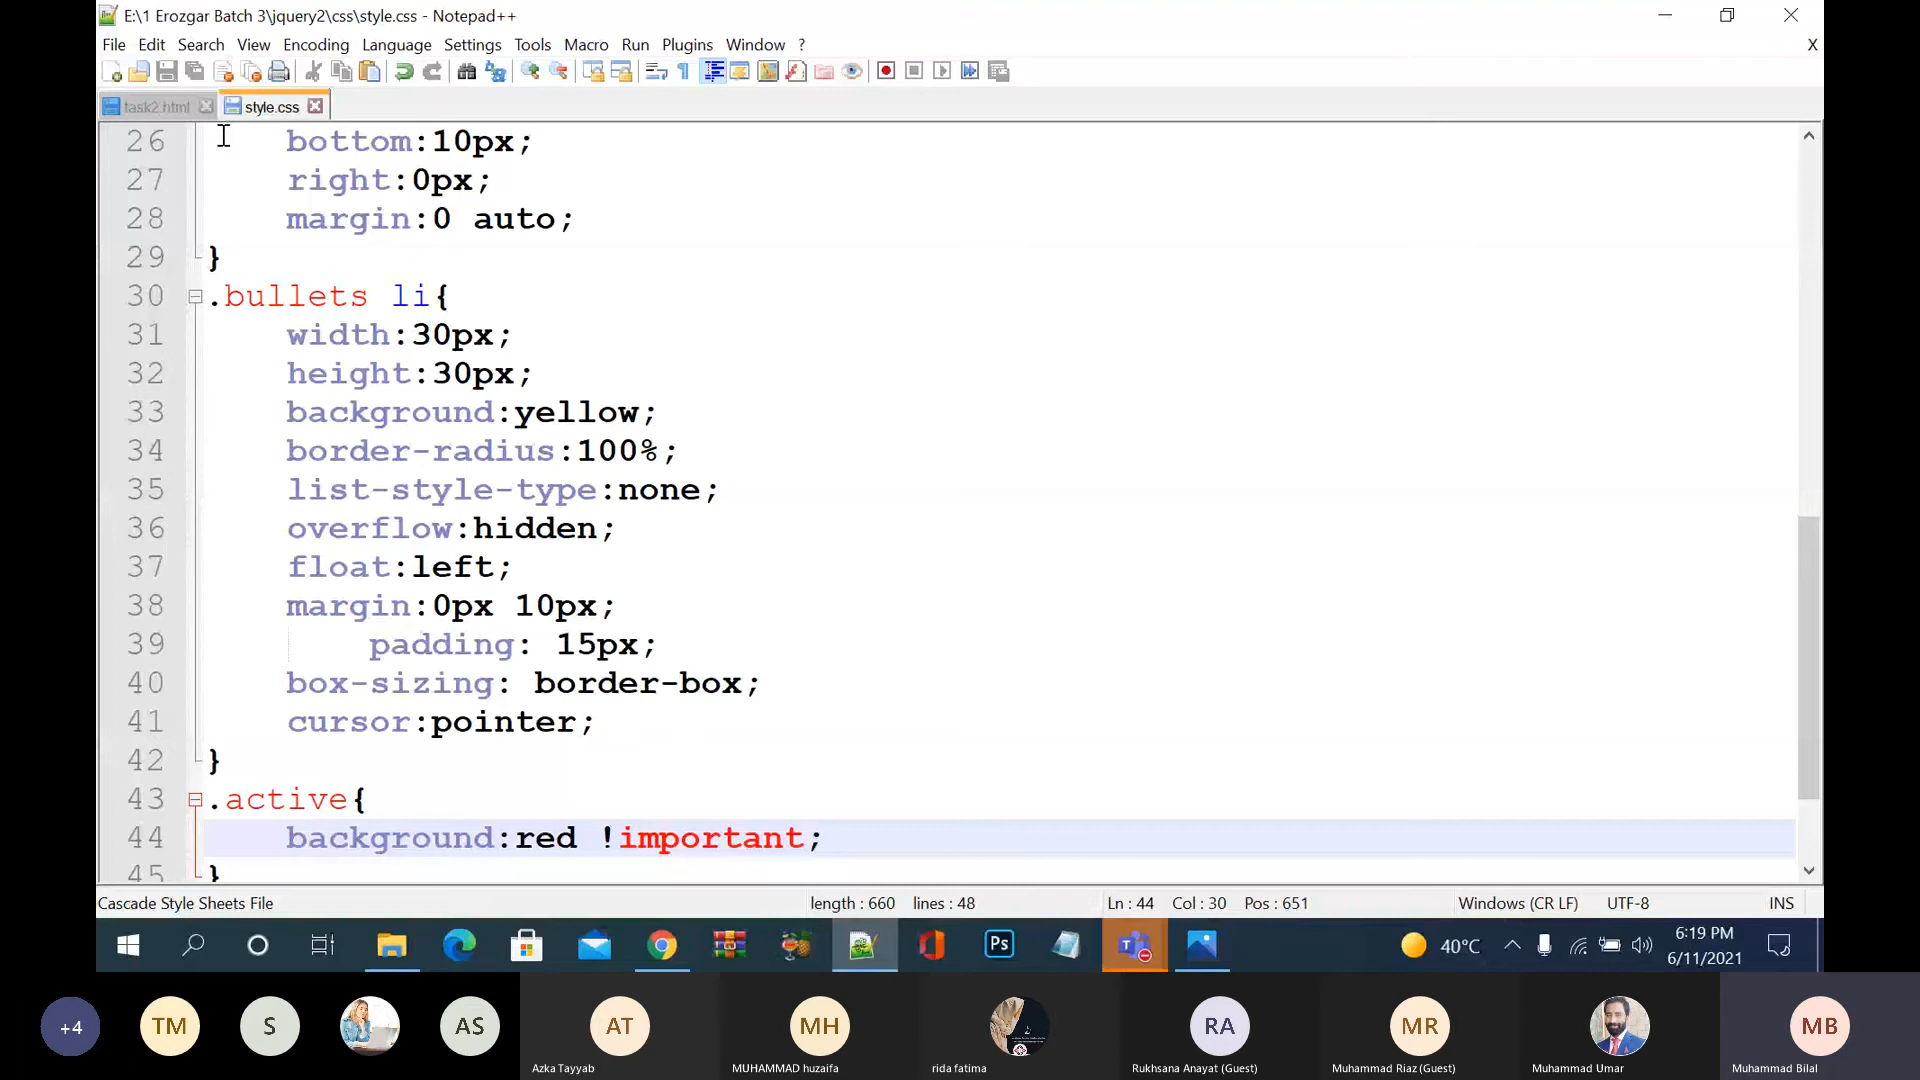 E:\1 Erozgar Batch 3\jquery2\css\style.css - Notepad++
File Edit Search View Encoding Language Settings Tools Macro Run Plugins Window ? X
task2.html style.css
26 bottom:10px;
27 right:0px;
28 margin:0 auto;
29 }
30 .bullets li{
31 width:30px;
32 height:30px;
33 background:yellow;
34 border-radius:100%;
35 list-style-type:none;
36 overflow:hidden;
37 float:left;
38 margin:0px 10px;
39 padding: 15px;
40 box-sizing: border-box;
41 cursor:pointer;
42 }
43 .active{
44 background:red !important;
45 }
Cascade Style Sheets File length : 660 lines : 48 Ln : 44 Col : 30 Pos : 651 Windows (CR LF) UTF-8 INS
Ps 40°C 6:19 PM
6/11/2021
+4 TM S AS AT MH RA MR MB
Azka Tayyab MUHAMMAD huzaifa rida fatima Rukhsana Anayat (Guest) Muhammad Riaz (Guest) Muhammad Umar Muhammad Bilal